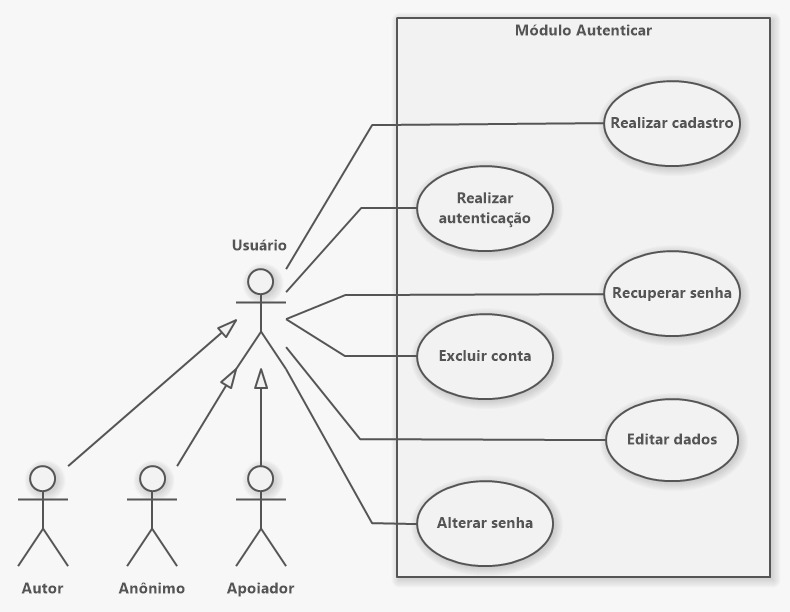 Módulo Autenticar
Realizar cadastro
Realizar
autenticação
Usuário
Recuperar senha
Excluir conta
Editar dados
Alterar senha
Autor
Anônimo
Apoiador